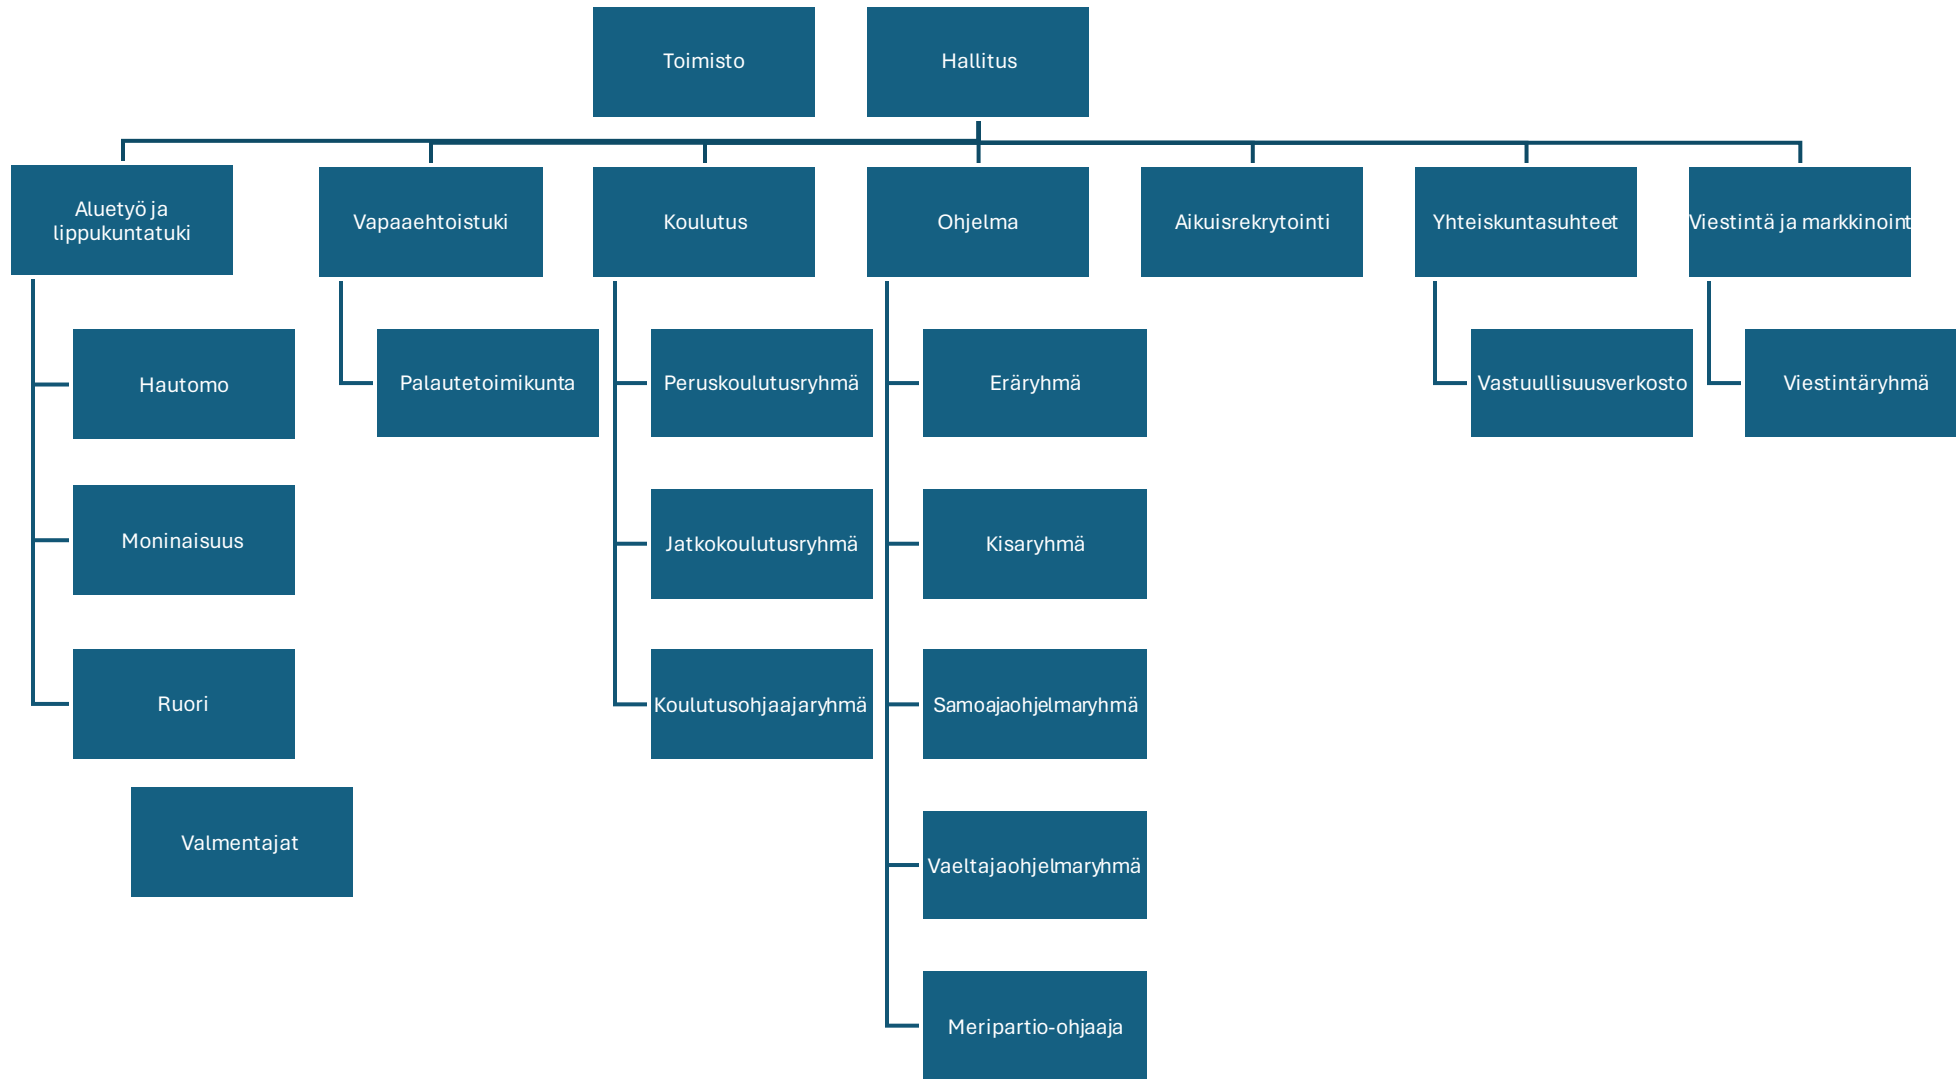 Toimisto
Hallitus
Aluetyö ja
lippukuntatuki
Vapaaehtoistuki
Koulutus
Ohjelma
Aikuisrekrytointi
Yhteiskuntasuhteet
Viestintä ja markkinoint
Hautomo
Palautetoimikunta
Peruskoulutusryhmä
Eräryhmä
Vastuullisuusverkosto
Viestintäryhmä
Moninaisuus
Jatkokoulutusryhmä
Kisaryhmä
Ruori
Koulutusohjaajaryhmä
Samoajaohjelmaryhmä
Valmentajat
Vaeltajaohjelmaryhmä
Meripartio-ohjaaja